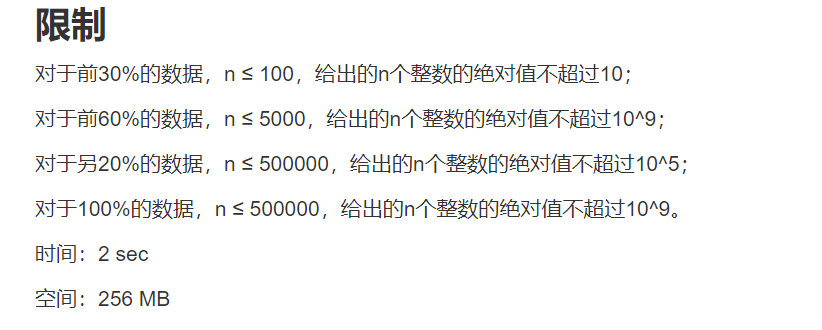 限制
对于前30%的数据，n ≤ 100，给出的n个整数的绝对值不超过10；
对于前60%的数据，n ≤ 5000，给出的n个整数的绝对值不超过10^9；
对于另20%的数据，n ≤ 500000，给出的n个整数的绝对值不超过10^5；
对于100%的数据，n ≤ 500000，给出的n个整数的绝对值不超过10^9。
时间：2 sec
空间：256 MB